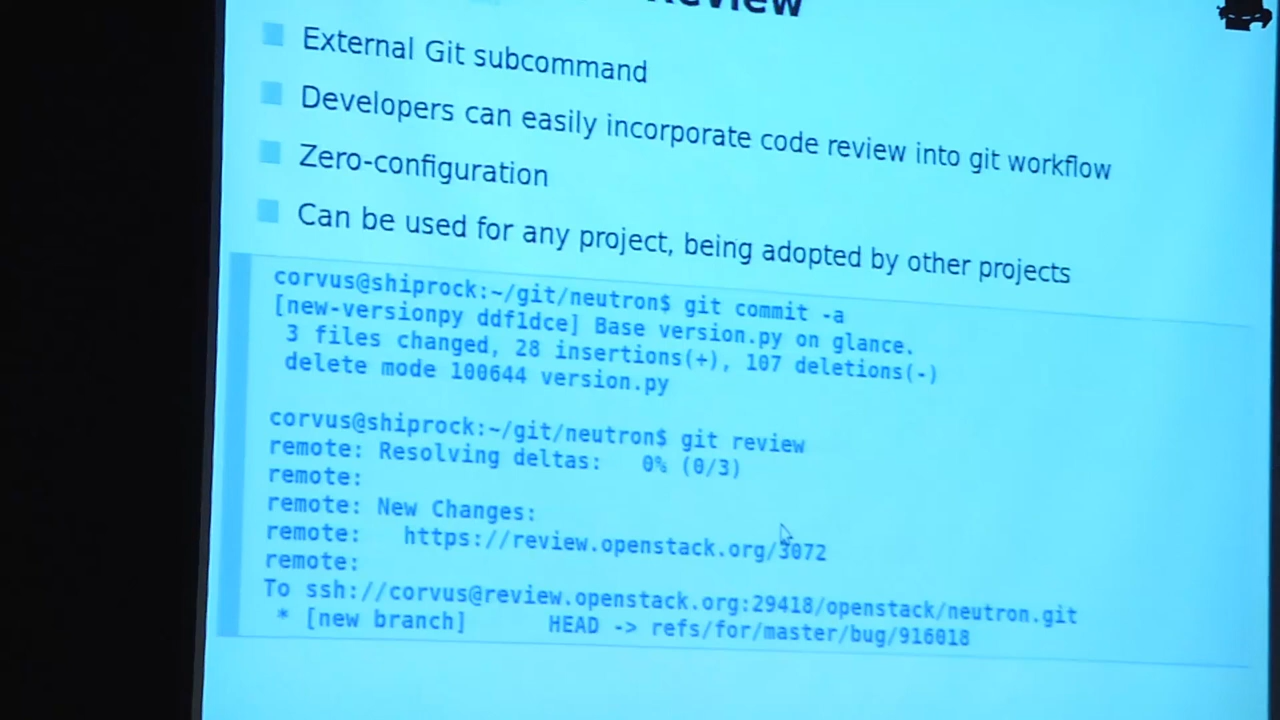 Review
External Git subcommand
Developers can easily incorporate code review into git workflow
Zero-configuration
Can be used for any project, being adopted by other projects
corvus@shiprock:~/git/neutron$ git commit -a
[new-versionpy ddf1dce] Base version.py on glance.
3 files changed, 28 insertions(+), 107 deletions(-)
delete mode 100644 version.py
corvus@shiprock:~/git/neutron$ git review
remote: Resolving deltas: 0% (0/3)
remote:
remote: New Changes:
remote: https://review.openstack.org/3072
remote:
To ssh://corvus@review.openstack.org:29418/openstack/neutron.git
* [new branch] HEAD -> refs/for/master/bug/916018